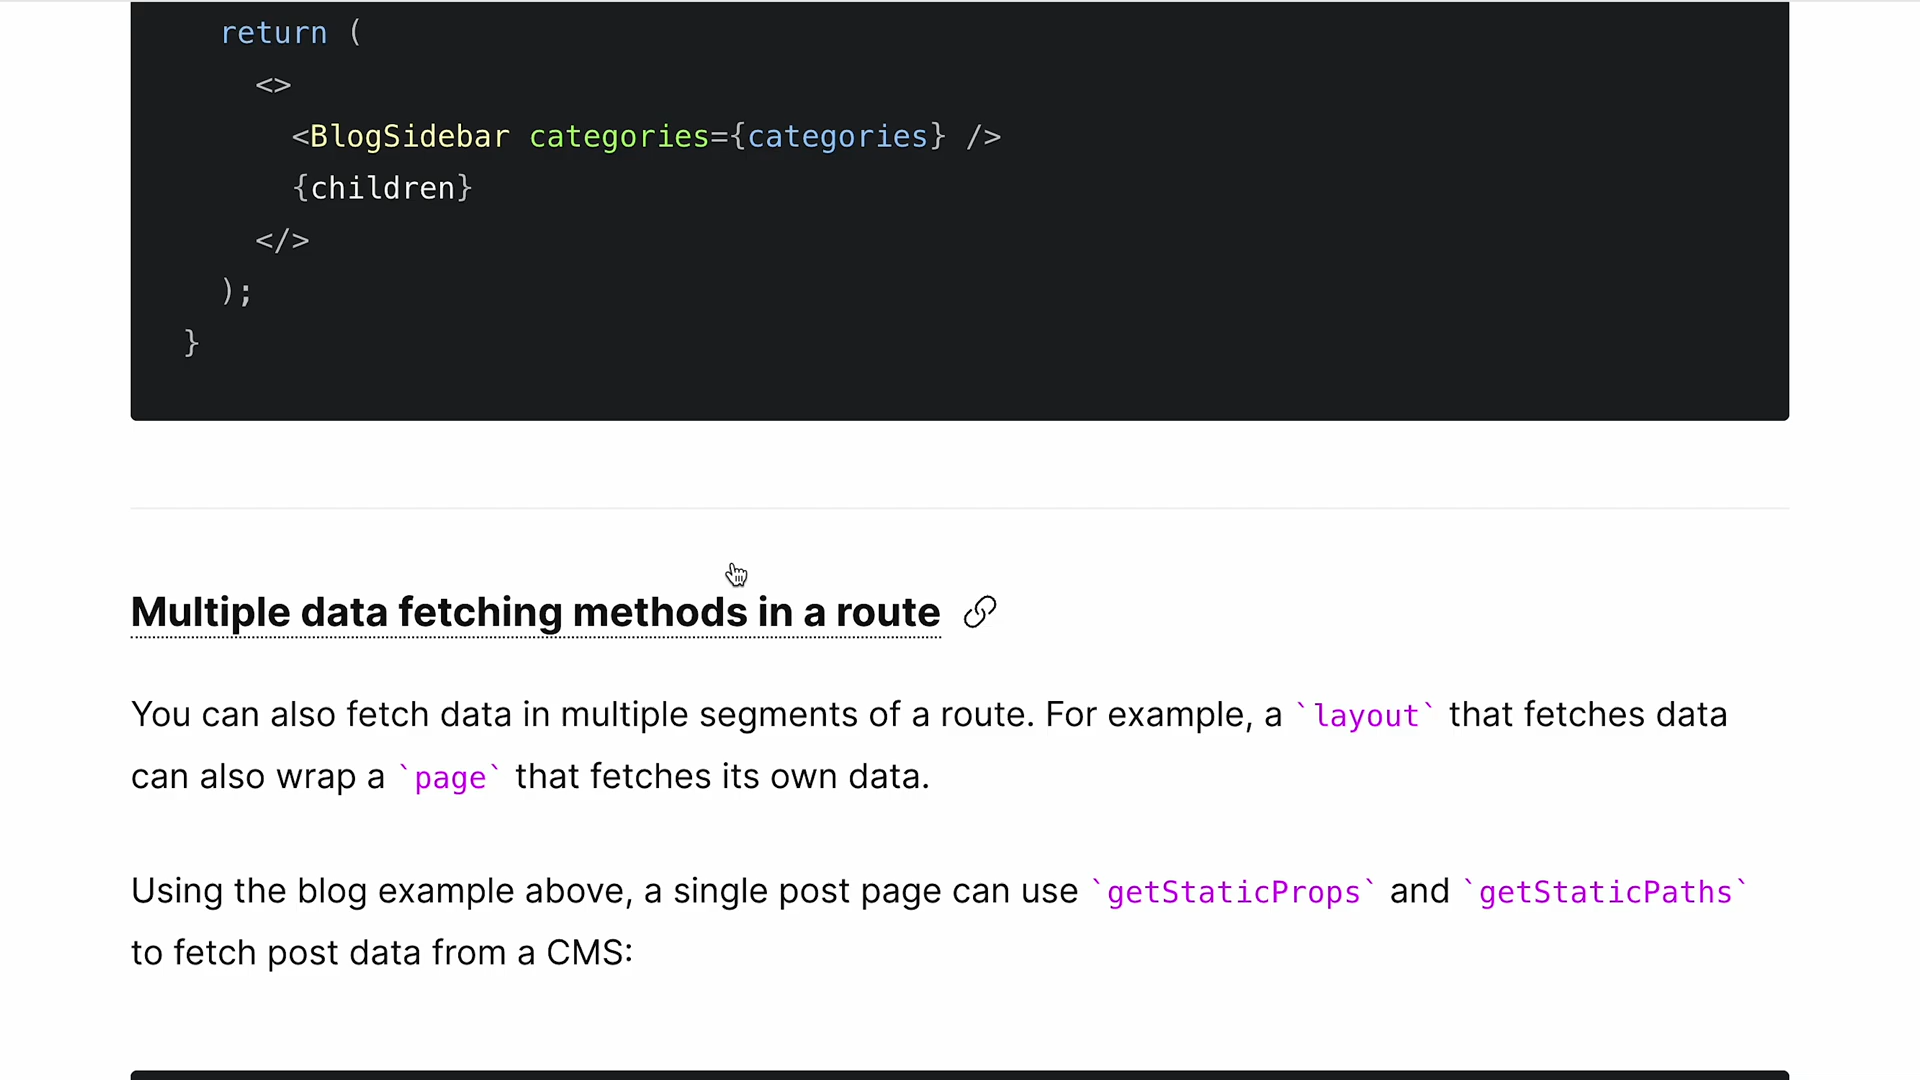 return (
<>
<BlogSidebar categories={categories} />
{children}
</>
);
}
Multiple data fetching methods in a route
You can also fetch data in multiple segments of a route. For example, a `layout` that fetches data
can also wrap a `page` that fetches its own data.
Using the blog example above, a single post page can use `getStaticProps` and `getStaticPaths`
to fetch post data from a CMS: